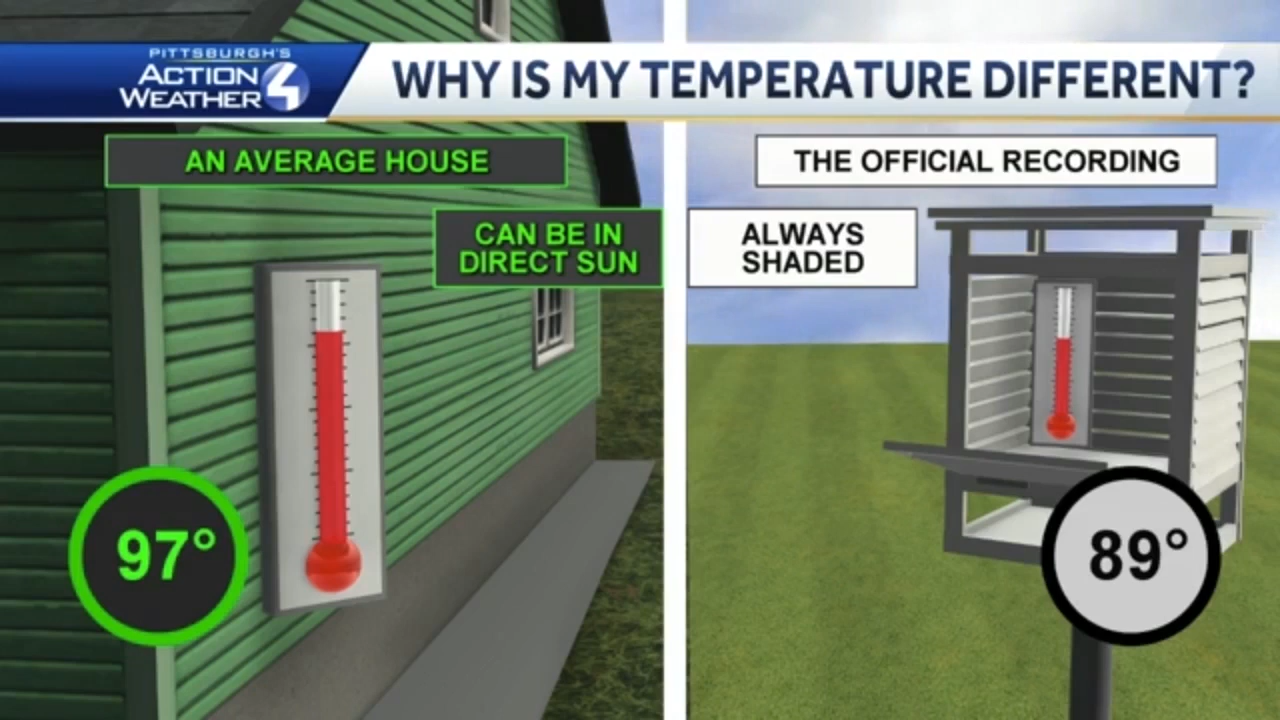 PITTSBURGH'S
ACTION
WEATHER 4
WHY IS MY TEMPERATURE DIFFERENT?
AN AVERAGE HOUSE
CAN BE IN
DIRECT SUN
97°
THE OFFICIAL RECORDING
ALWAYS
SHADED
89°